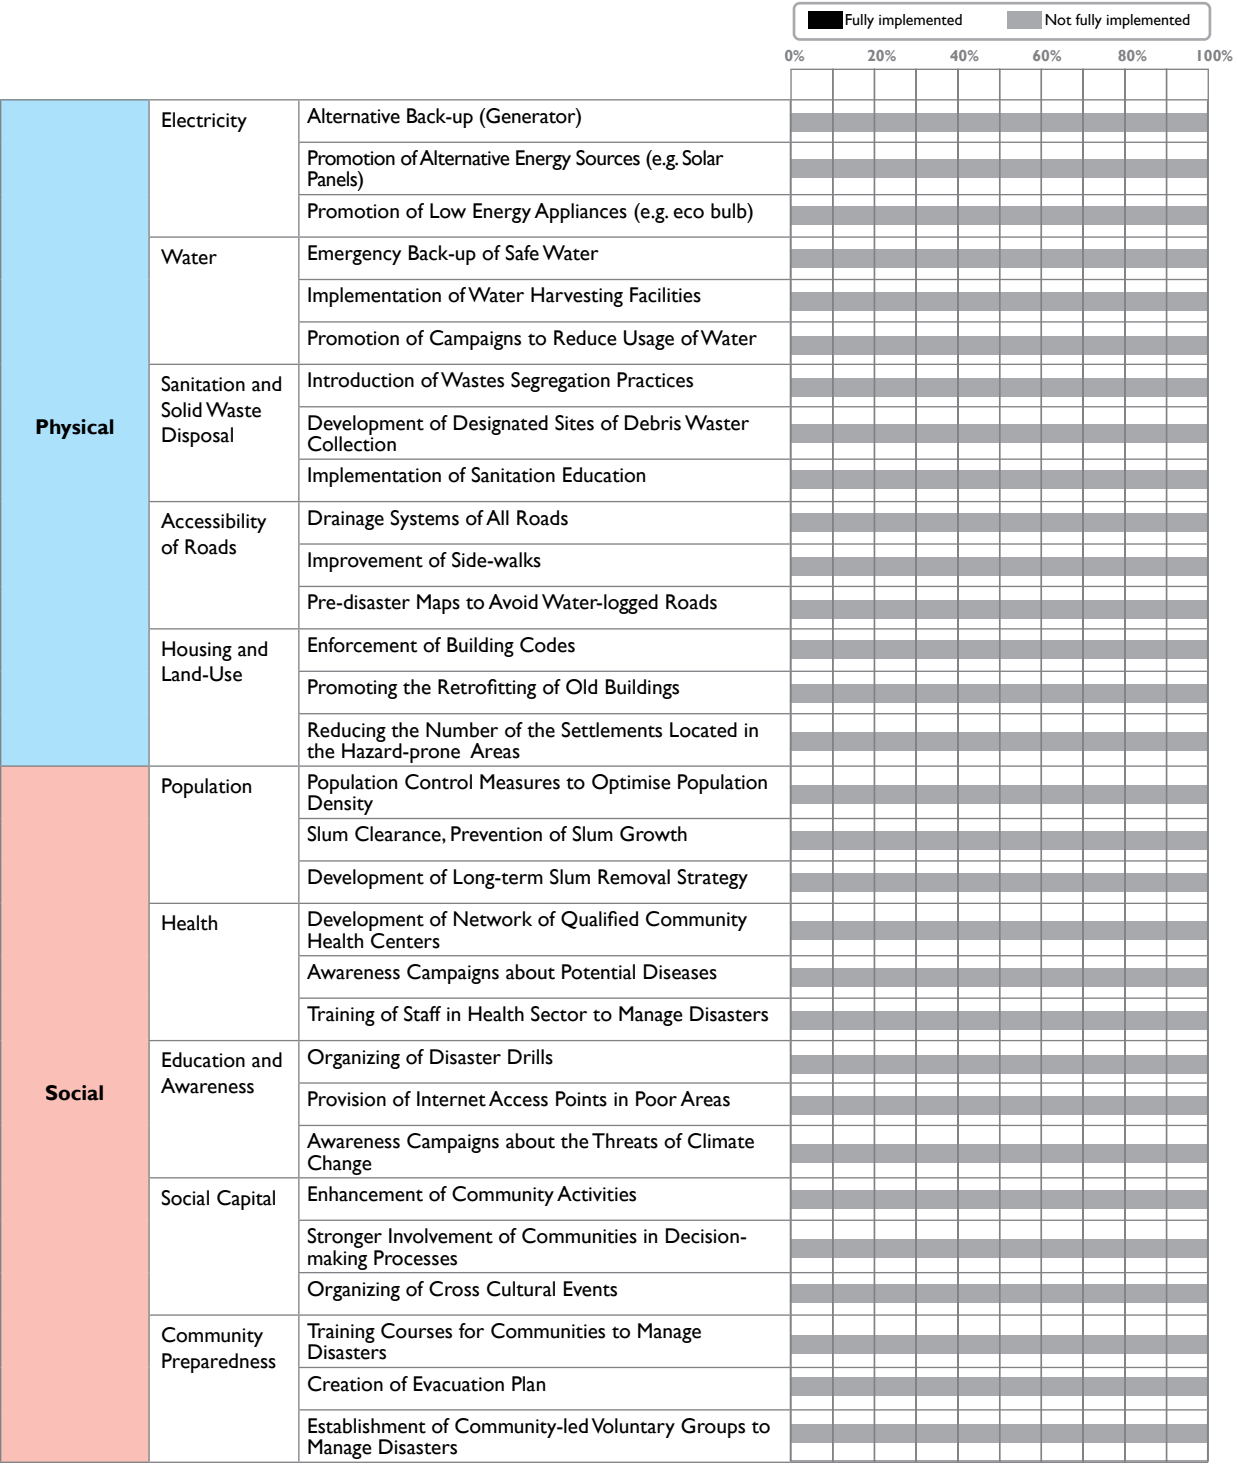 Fully implemented
Not fully implemented
0%
20%
40%
60%
80%
100%
Physical
Electricity
Alternative Back-up (Generator)
Promotion of Alternative Energy Sources (e.g. Solar
Panels)
Promotion of Low Energy Appliances (e.g. eco bulb)
Water
Emergency Back-up of Safe Water
Implementation of Water Harvesting Facilities
Promotion of Campaigns to Reduce Usage of Water
Sanitation and
Solid Waste
Disposal
Introduction of Wastes Segregation Practices
Development of Designated Sites of Debris Waster
Collection
Implementation of Sanitation Education
Accessibility
of Roads
Drainage Systems of All Roads
Improvement of Side-walks
Pre-disaster Maps to Avoid Water-logged Roads
Housing and
Land-Use
Enforcement of Building Codes
Promoting the Retrofitting of Old Buildings
Reducing the Number of the Settlements Located in
the Hazard-prone Areas
Social
Population
Population Control Measures to Optimise Population
Density
Slum Clearance, Prevention of Slum Growth
Development of Long-term Slum Removal Strategy
Health
Development of Network of Qualified Community
Health Centers
Awareness Campaigns about Potential Diseases
Training of Staff in Health Sector to Manage Disasters
Education and
Awareness
Organizing of Disaster Drills
Provision of Internet Access Points in Poor Areas
Awareness Campaigns about the Threats of Climate
Change
Social Capital
Enhancement of Community Activities
Stronger Involvement of Communities in Decision-
making Processes
Organizing of Cross Cultural Events
Community
Preparedness
Training Courses for Communities to Manage
Disasters
Creation of Evacuation Plan
Establishment of Community-led Voluntary Groups to
Manage Disasters